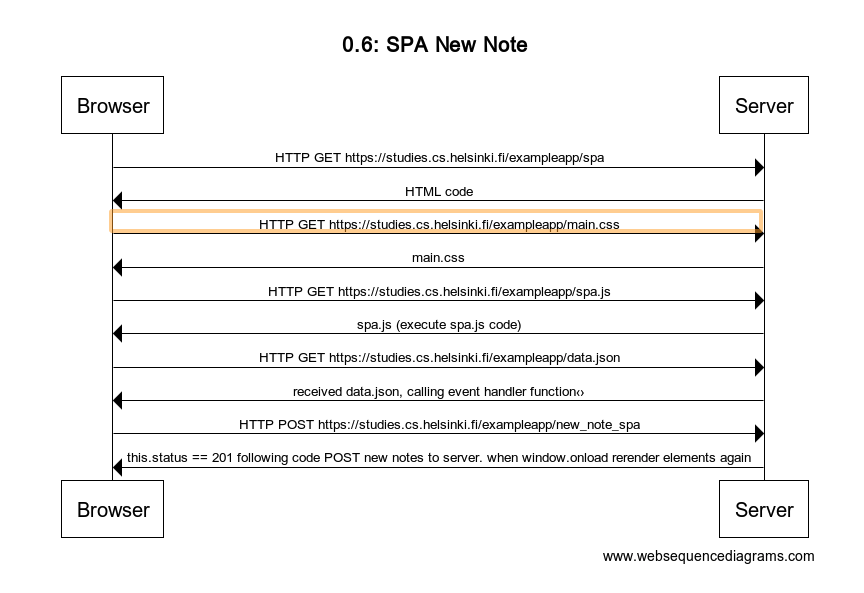 0.6: SPA New Note
Browser
Server
HTTP GET https://studies.cs.helsinki.fi/exampleapp/spa
HTML code
HTTP GET https://studies.cs.helsinki.fi/exampleapp/main.css
main.css
HTTP GET https://studies.cs.helsinki.fi/exampleapp/spa.js
spa.js (execute spa.js code)
HTTP GET https://studies.cs.helsinki.fi/exampleapp/data.json
received data.json, calling event handler function‹›
HTTP POST https://studies.cs.helsinki.fi/exampleapp/new_note_spa
this.status == 201 following code POST new notes to server. when window.onload rerender elements again
Browser
Server
www.websequencediagrams.com